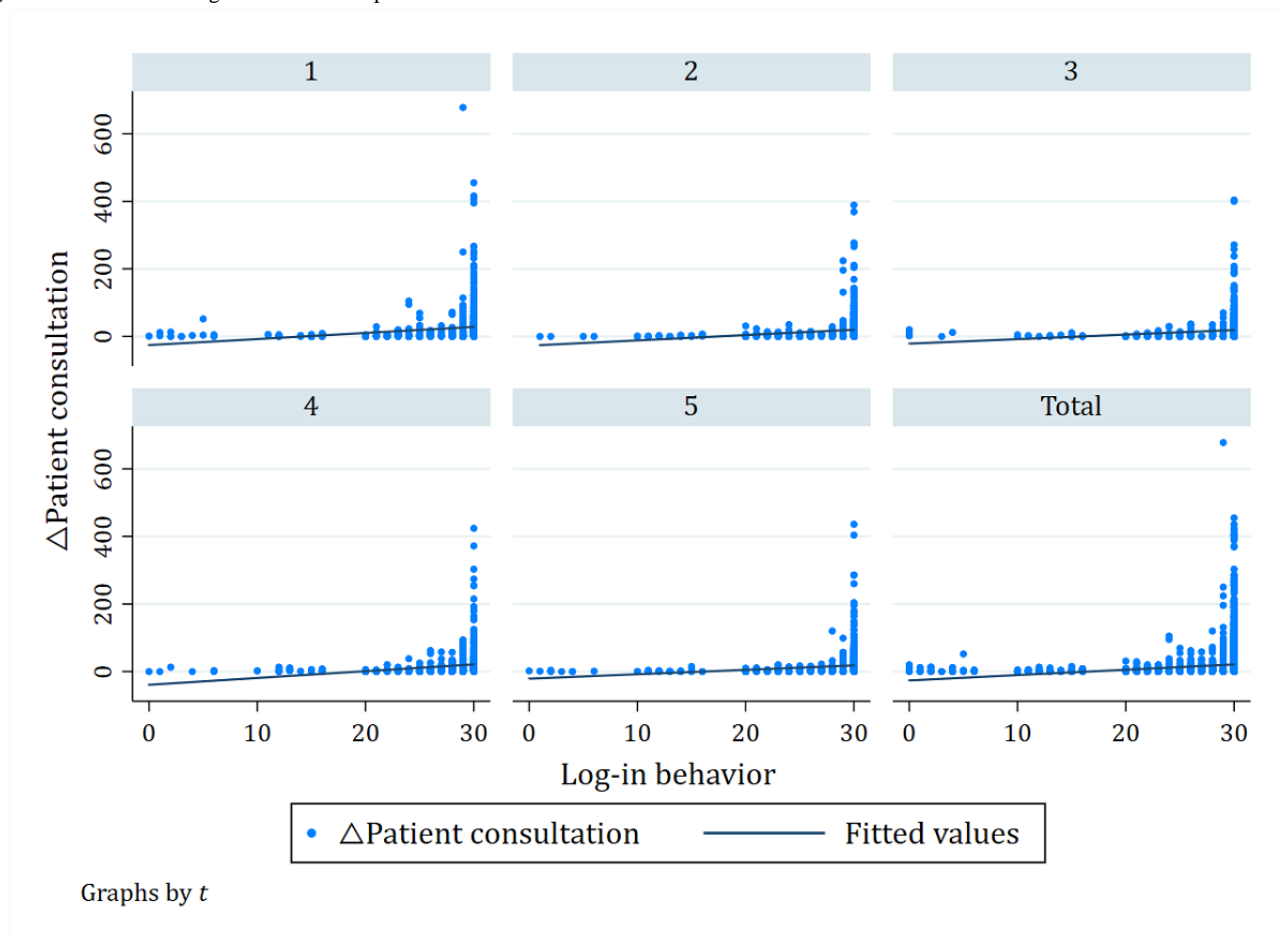 1 2 3
600
400
200
0
4 5 Total
600
400
200
0
△Patient consultation
0 10 20 30 0 10 20 30 0 10 20 30
Log-in behavior
△Patient consultation Fitted values
Graphs by t